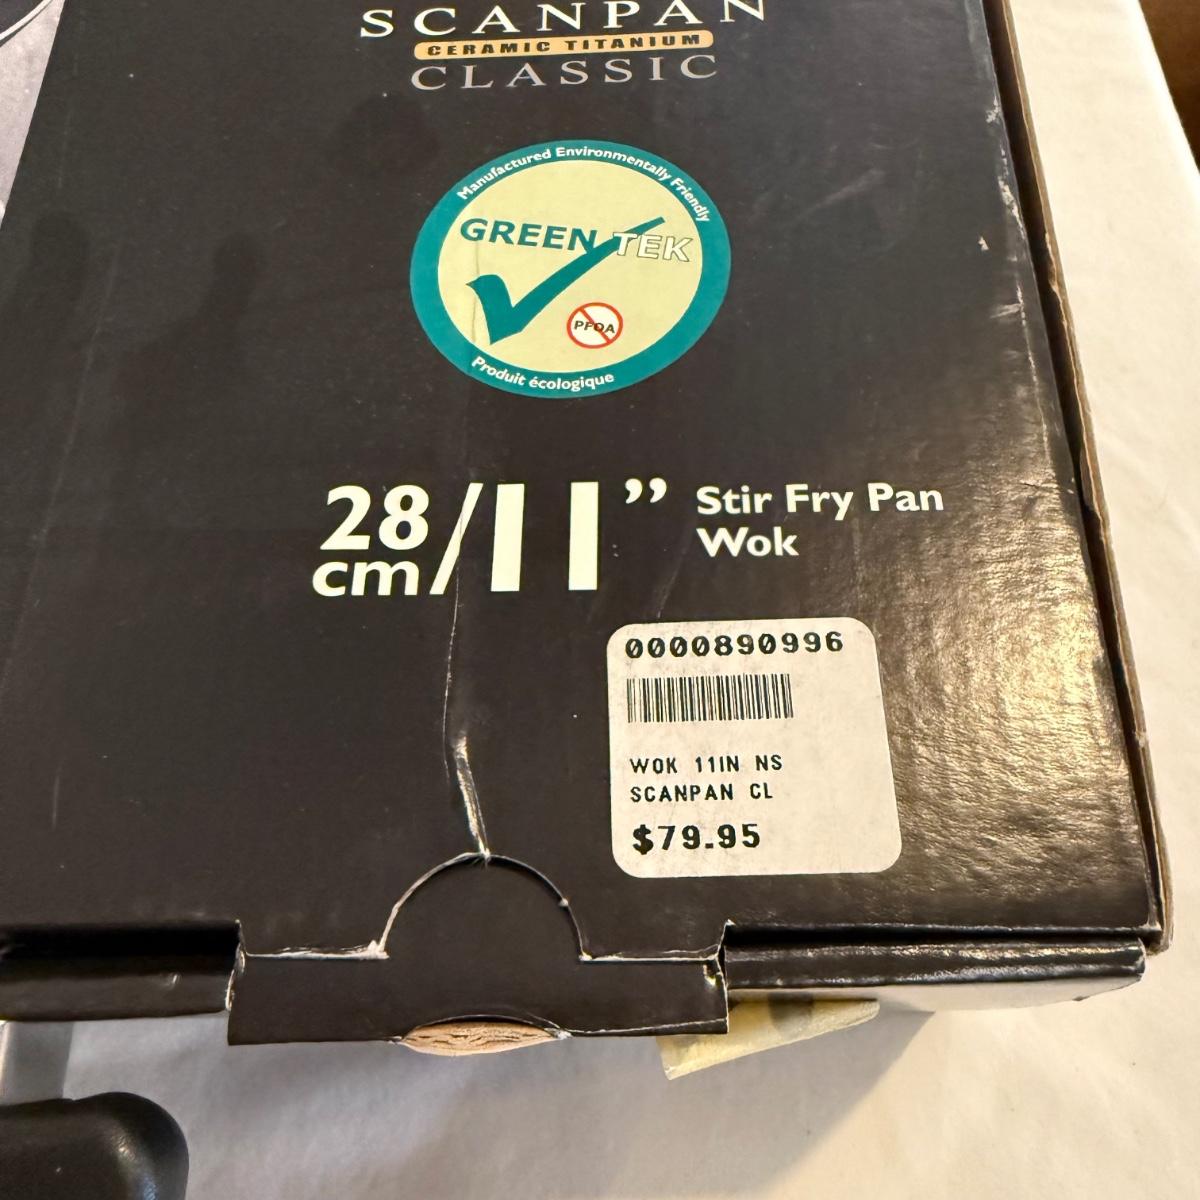 SCANPAN
CERAMIC TITANIUM
CLASSIC
Manufactured Environmentally Friendly
GREEN TEK
PFOA
Produit écologique
28 cm/11” Stir Fry Pan
Wok
0000890996
WOK 11IN NS
SCANPAN CL
$79.95